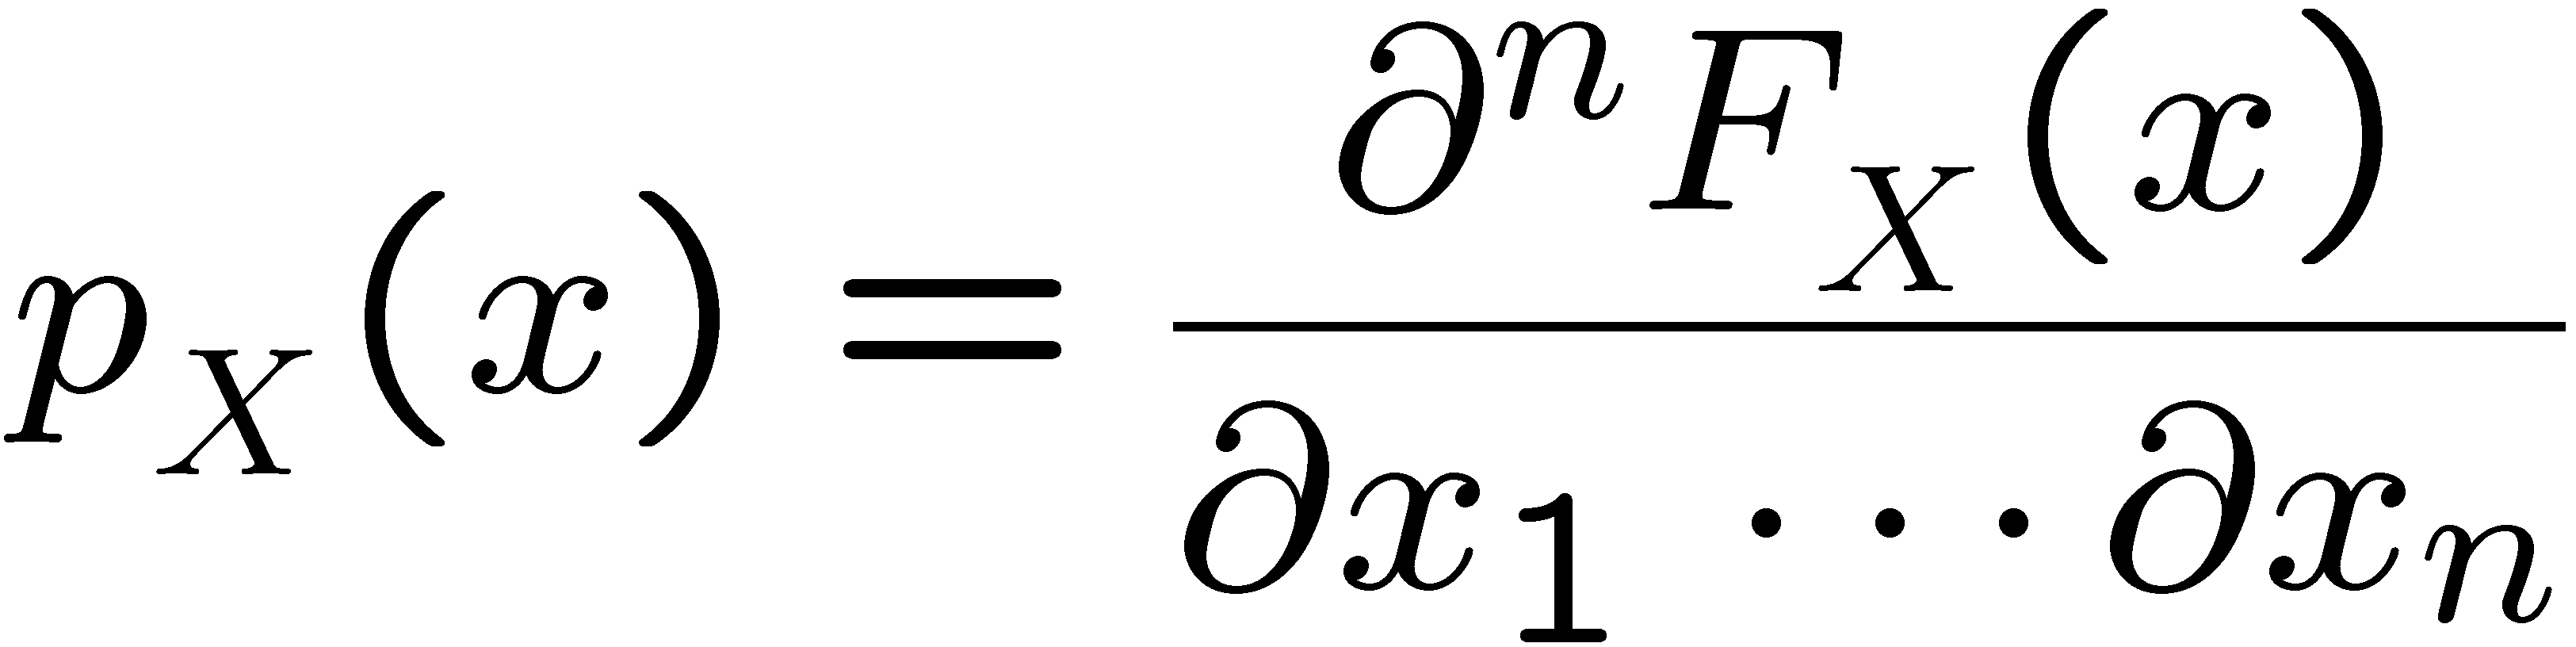 p_X(x) = \frac{\partial^n F_X(x)}{\partial x_1 \cdots \partial x_n}